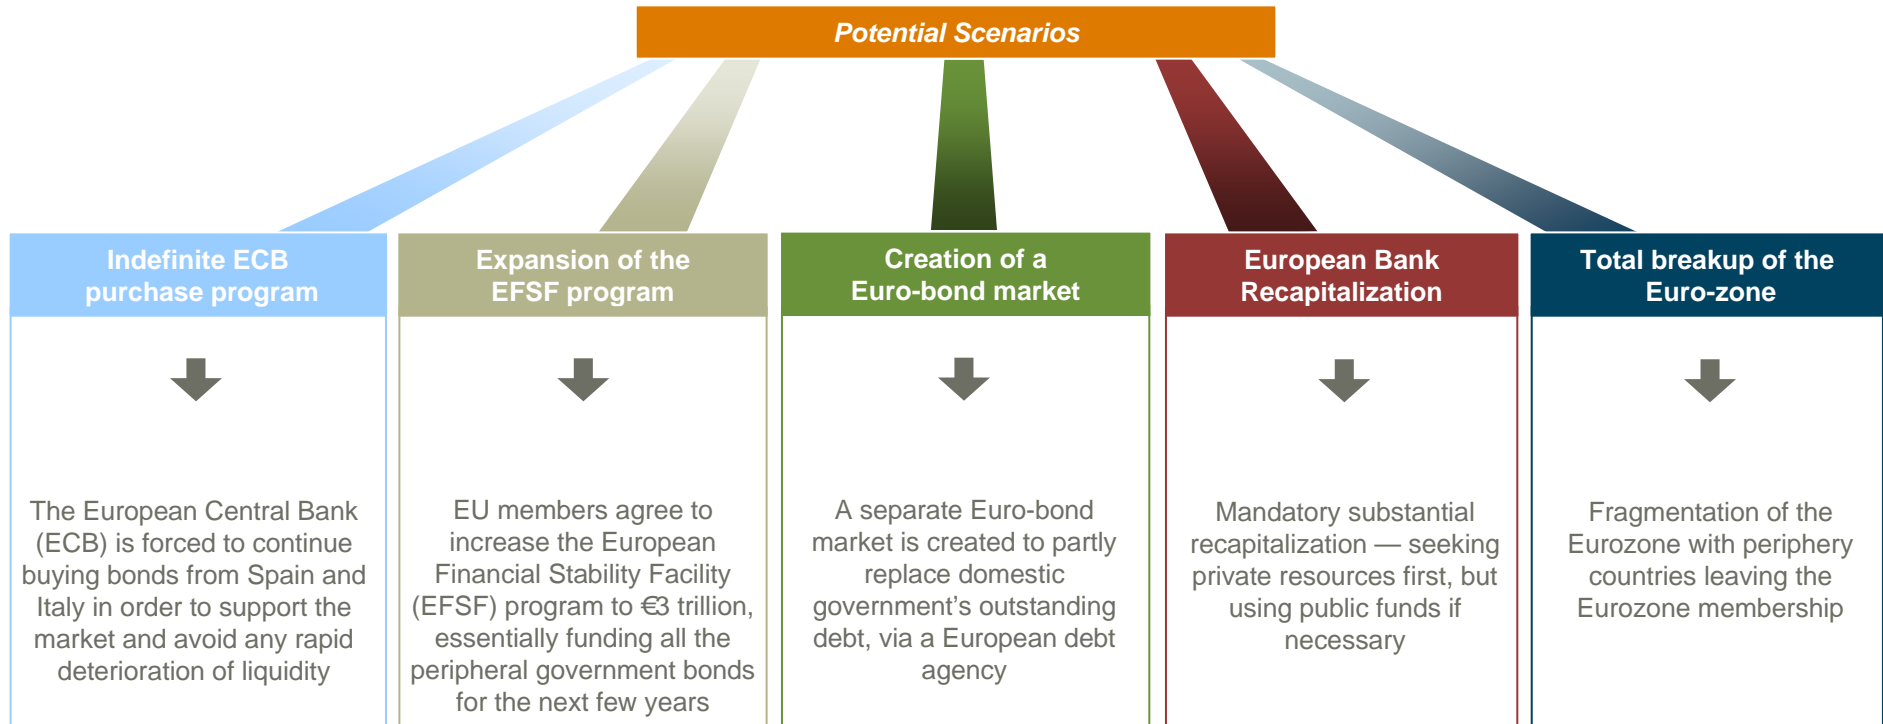 Potential Scenarios
Indefinite ECB
purchase program
The European Central Bank
(ECB) is forced to continue
buying bonds from Spain and
Italy in order to support the
market and avoid any rapid
deterioration of liquidity
Expansion of the
EFSF program
EU members agree to
increase the European
Financial Stability Facility
(EFSF) program to €3 trillion,
essentially funding all the
peripheral government bonds
for the next few years
Creation of a
Euro-bond market
A separate Euro-bond
market is created to partly
replace domestic
government’s outstanding
debt, via a European debt
agency
European Bank
Recapitalization
Mandatory substantial
recapitalization — seeking
private resources first, but
using public funds if
necessary
Total breakup of the
Euro-zone
Fragmentation of the
Eurozone with periphery
countries leaving the
Eurozone membership